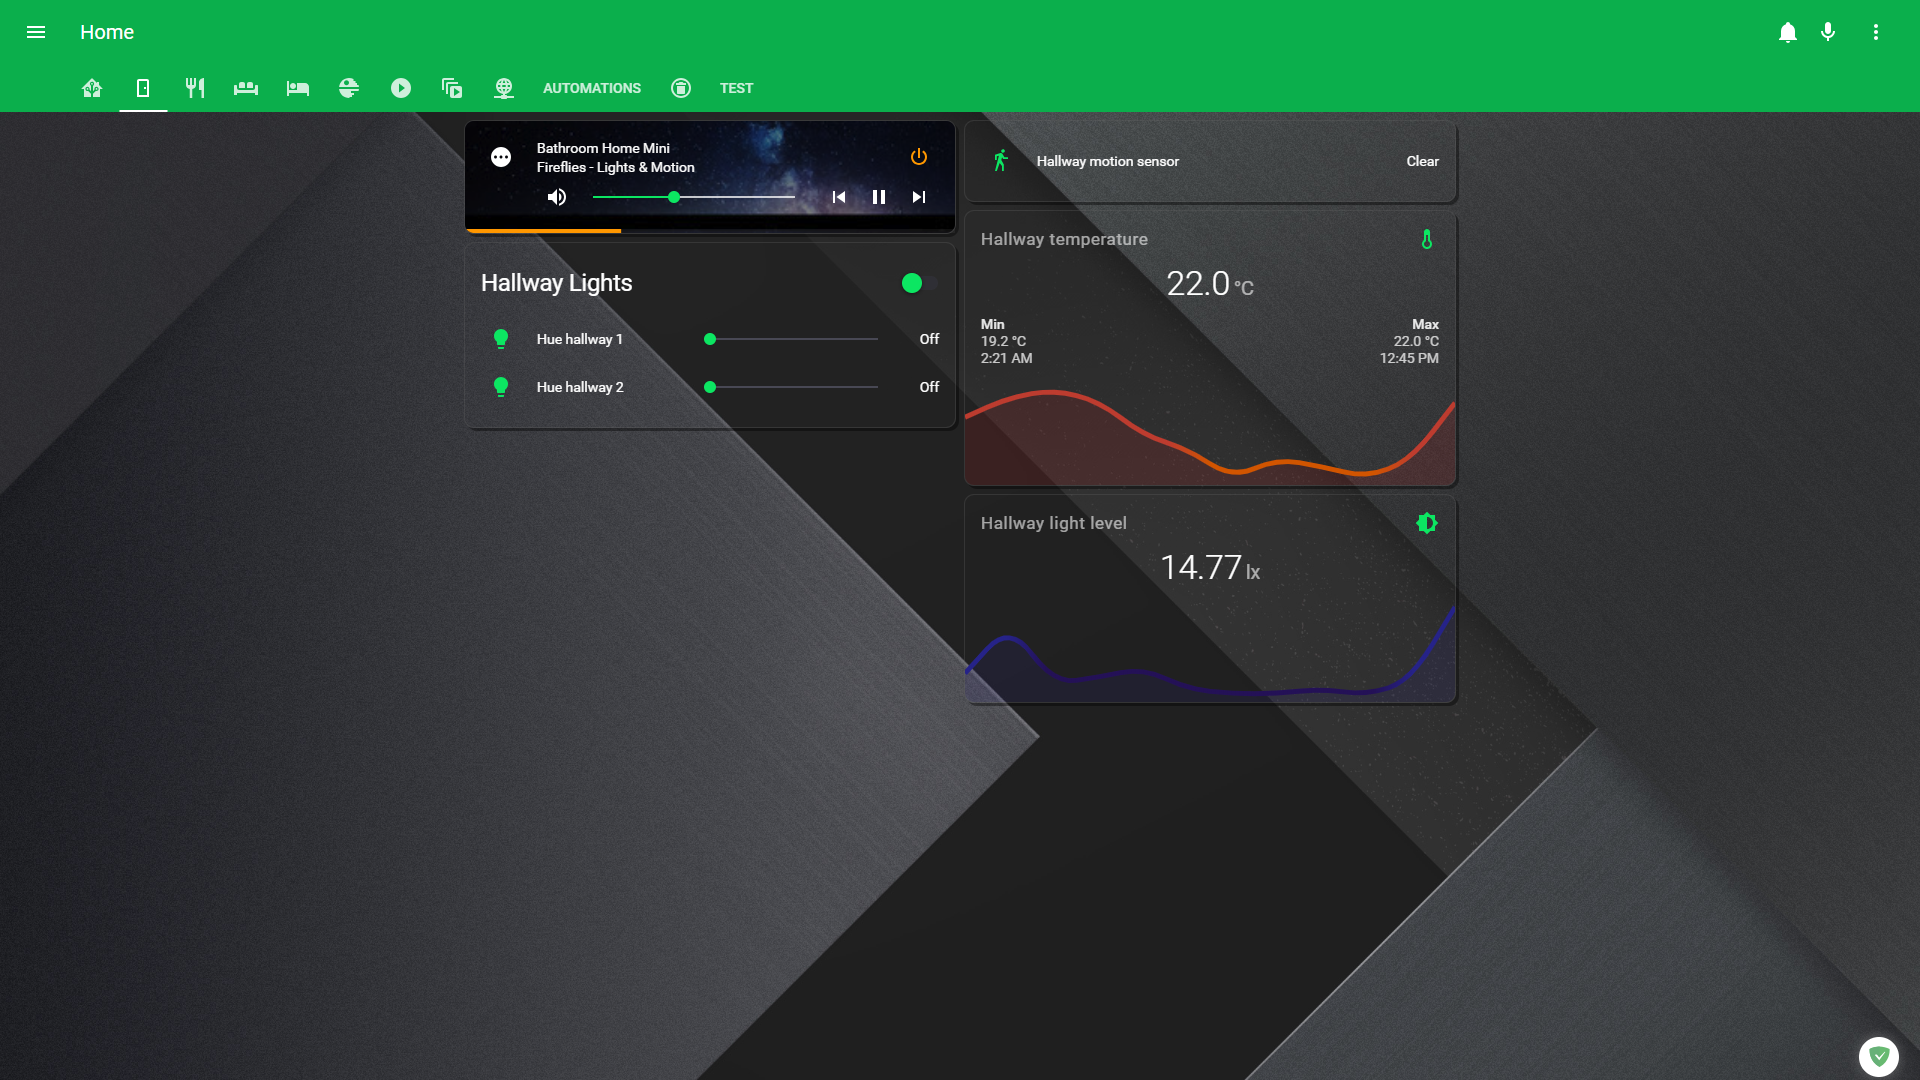 Home
AUTOMATIONS
TEST
Bathroom Home Mini
Fireflies - Lights & Motion
Hallway Lights
Hue hallway 1
Off
Hue hallway 2
Off
Hallway motion sensor
Clear
Hallway temperature
22.0 °C
Min
19.2 °C
2:21 AM
Max
22.0 °C
12:45 PM
Hallway light level
14.77 lx